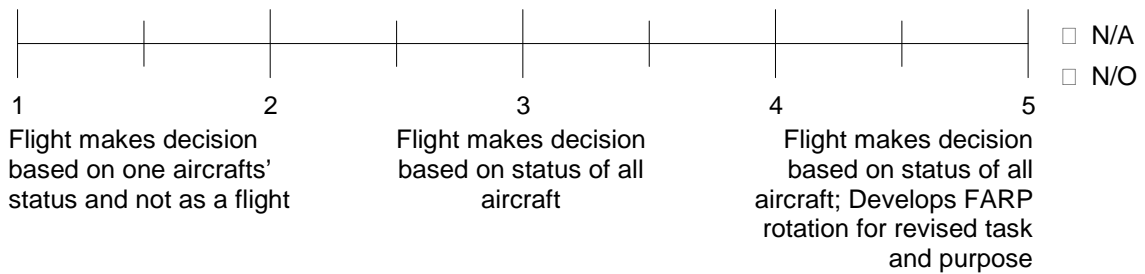 N/A
N/O
1 2 3 4 5
Flight makes decision
based on one aircrafts'
status and not as a flight
Flight makes decision
based on status of all
aircraft
Flight makes decision
based on status of all
aircraft; Develops FARP
rotation for revised task
and purpose